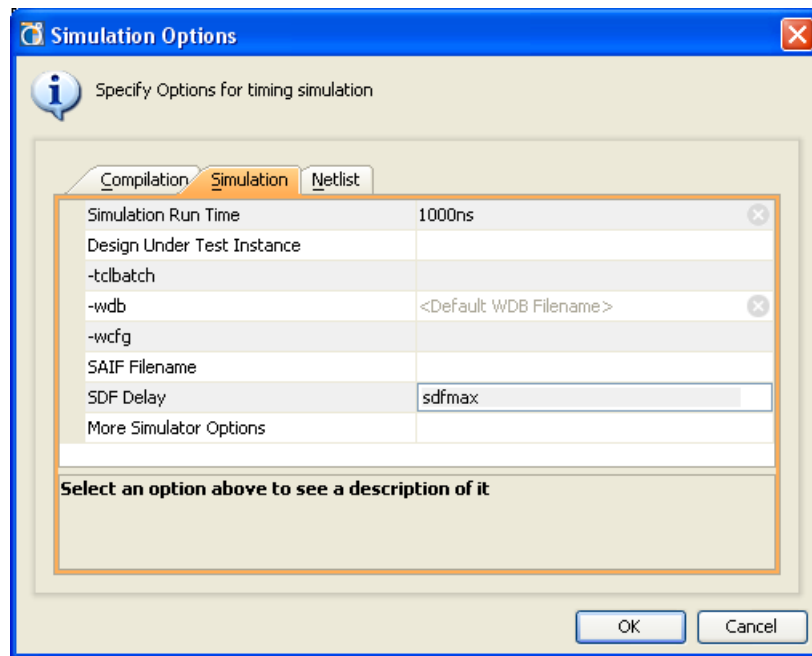 Simulation Options
Specify Options for timing simulation
Compilation Simulation Netlist
Simulation Run Time 1000ns
Design Under Test Instance
-tclbatch
-wdb <Default WDB Filename>
-wcfg
SAIF Filename
SDF Delay sdfmax
More Simulator Options
Select an option above to see a description of it
OK Cancel